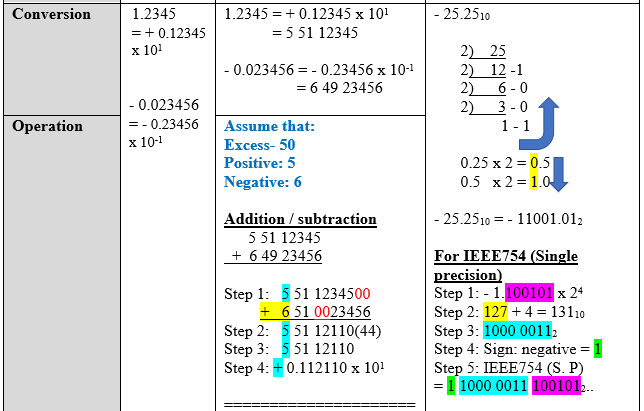 Conversion
1.2345
= + 0.12345
x 10¹
- 0.023456
= - 0.23456
x 10⁻¹
1.2345 = + 0.12345 x 10¹
= 5 51 12345
- 0.023456 = - 0.23456 x 10⁻¹
= 6 49 23456
- 25.25₁₀
2) 25
2) 12 -1
2) 6 - 0
2) 3 - 0
1 - 1
0.25 x 2 = 0.5
0.5 x 2 = 1.0
- 25.25₁₀ = - 11001.01₂
For IEEE754 (Single
precision)
Step 1: - 1.100101 x 2⁴
Step 2: 127 + 4 = 131₁₀
Step 3: 1000 0011₂
Step 4: Sign: negative = 1
Step 5: IEEE754 (S. P)
= 1 1000 0011 100101₂..
Operation
Assume that:
Excess- 50
Positive: 5
Negative: 6
Addition / subtraction
5 51 12345
+ 6 49 23456
Step 1: 5 51 1234500
+ 6 51 0023456
Step 2: 5 51 12110(44)
Step 3: 5 51 12110
Step 4: + 0.112110 x 10¹
=====================